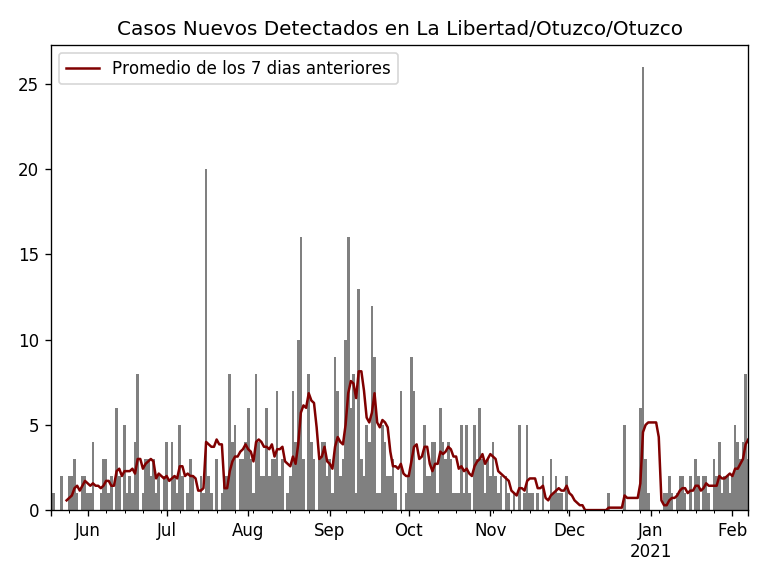 Casos Nuevos Detectados en La Libertad/Otuzco/Otuzco
Promedio de los 7 dias anteriores
25
20
15
10
5
0
Jun Jul Aug Sep Oct Nov Dec Jan Feb
2021